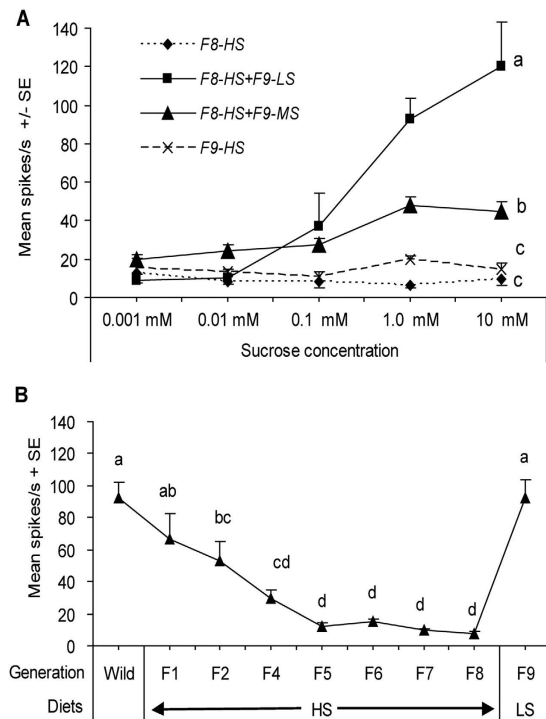 A
Mean spikes/s +/- SE
140
120
100
80
60
40
20
0
F8-HS
F8-HS+F9-LS
F8-HS+F9-MS
F9-HS
a
b
c
c
0.001 mM 0.01 mM 0.1 mM 1.0 mM 10 mM
Sucrose concentration
B
Mean spikes/s + SE
140
120
100
80
60
40
20
0
a ab bc cd d d d d a
Generation Wild F1 F2 F4 F5 F6 F7 F8 F9
Diets HS LS